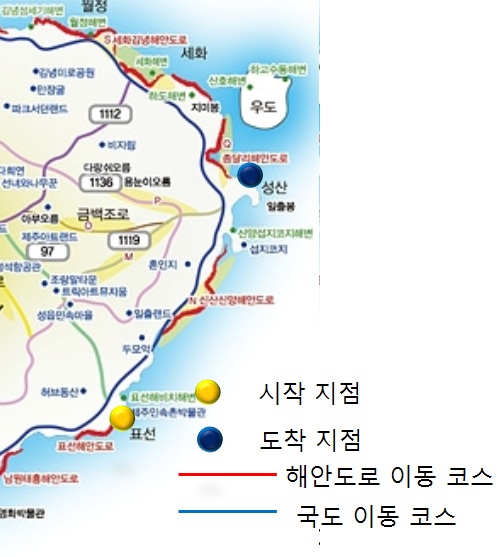 월정
김녕성세기해변
월정해변
S 세화김녕해안도로
세화
세화해변
김녕미로공원
만장굴
하고수동해변
신호해변
하도해변
지미봉
우도
파크서던랜드
1112
비자림
Q
종달리해안도로
다랑쉬오름
1136
용눈이오름
성산
일출봉
선녀와나무꾼
P
아부오름
금백조로
제주아트랜드
O
97
1119
신양섭지코지해변
섭지코지
M
혼인지
조랑말타운
트릭아트뮤지움
N 신산신양해안도로
성읍민속마을
일출랜드
두모악
허브동산
표선해비치해변
제주민속촌박물관
표선
표선해안도로
남원태흥해안도로
영화박물관
시작 지점
도착 지점
해안도로 이동 코스
국도 이동 코스